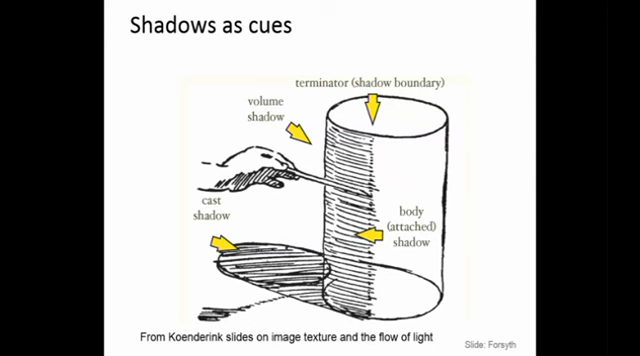 Shadows as cues
terminator (shadow boundary)
volume
shadow
cast
shadow
body
(attached)
shadow
From Koenderink slides on image texture and the flow of light
Slide: Forsyth